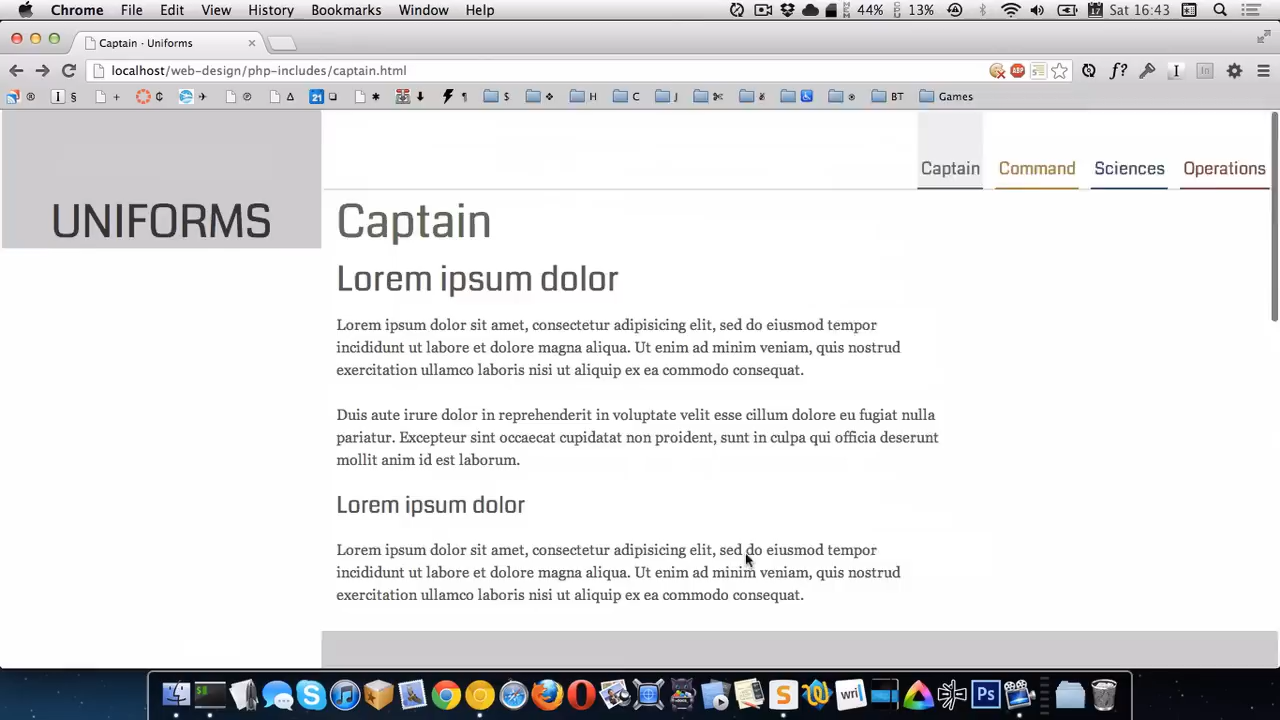 Chrome File Edit View History Bookmarks Window Help 44% 13% 17 Sat 16:43
Captain - Uniforms
localhost/web-design/php-includes/captain.html
$ H C J BT Games
Captain Command Sciences Operations
UNIFORMS
Captain
Lorem ipsum dolor
Lorem ipsum dolor sit amet, consectetur adipisicing elit, sed do eiusmod tempor
incididunt ut labore et dolore magna aliqua. Ut enim ad minim veniam, quis nostrud
exercitation ullamco laboris nisi ut aliquip ex ea commodo consequat.
Duis aute irure dolor in reprehenderit in voluptate velit esse cillum dolore eu fugiat nulla
pariatur. Excepteur sint occaecat cupidatat non proident, sunt in culpa qui officia deserunt
mollit anim id est laborum.
Lorem ipsum dolor
Lorem ipsum dolor sit amet, consectetur adipisicing elit, sed do eiusmod tempor
incididunt ut labore et dolore magna aliqua. Ut enim ad minim veniam, quis nostrud
exercitation ullamco laboris nisi ut aliquip ex ea commodo consequat.
wri Ps